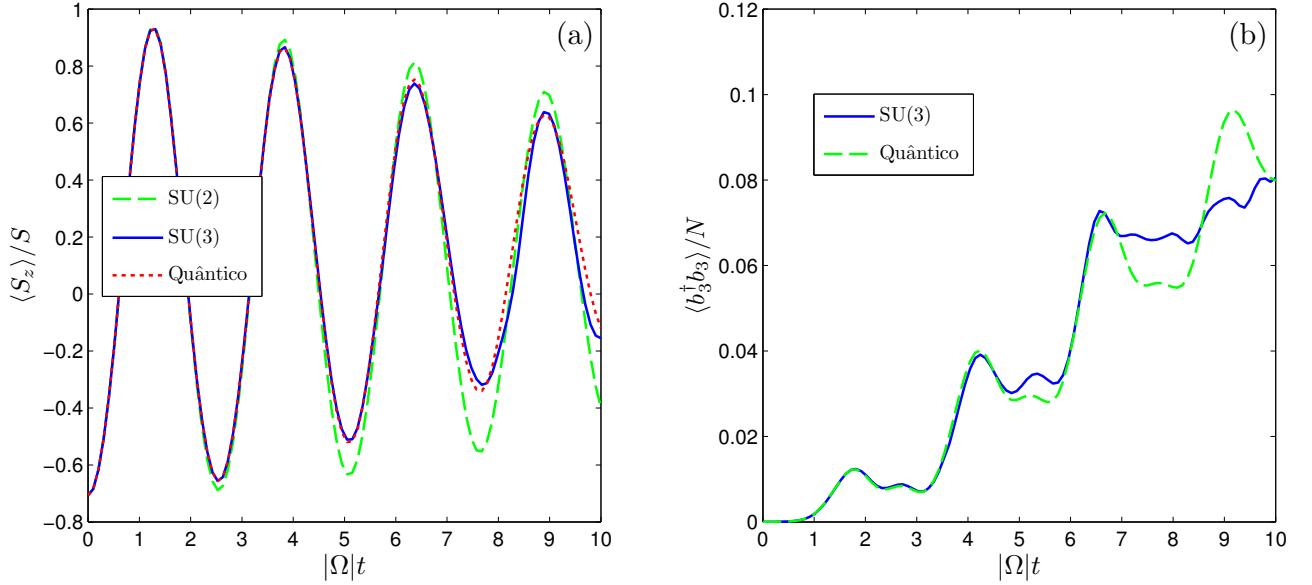 (a)
1
0.8
0.6
0.4
0.2
0
−0.2
−0.4
−0.6
−0.8
⟨S_z⟩/S
SU(2)
SU(3)
Quântico
0 1 2 3 4 5 6 7 8 9 10
|Ω|t
(b)
0.12
0.1
0.08
0.06
0.04
0.02
0
⟨b_3^† b_3⟩/N
SU(3)
Quântico
0 1 2 3 4 5 6 7 8 9 10
|Ω|t